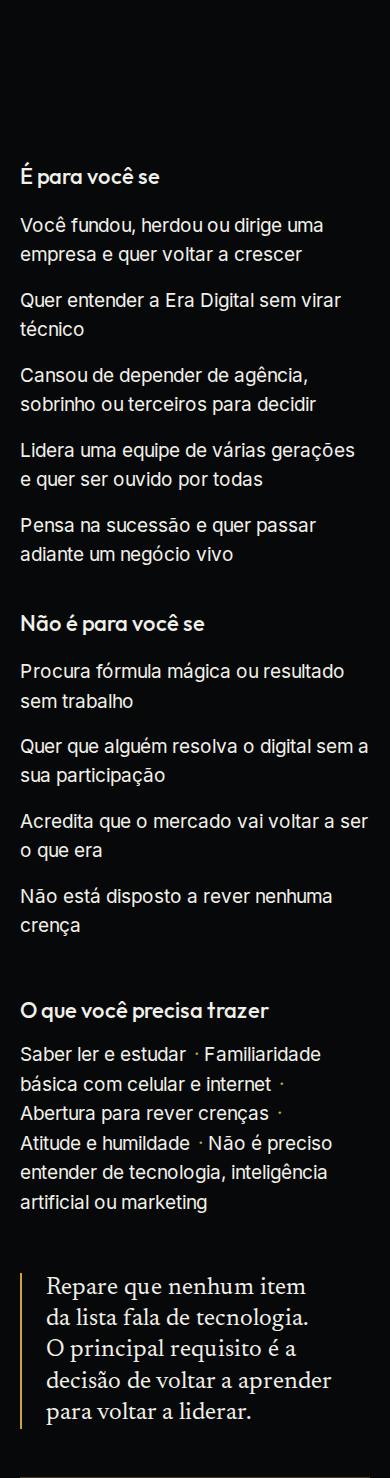 É para você se
Você fundou, herdou ou dirige uma
empresa e quer voltar a crescer
Quer entender a Era Digital sem virar
técnico
Cansou de depender de agência,
sobrinho ou terceiros para decidir
Lidera uma equipe de várias gerações
e quer ser ouvido por todas
Pensa na sucessão e quer passar
adiante um negócio vivo
Não é para você se
Procura fórmula mágica ou resultado
sem trabalho
Quer que alguém resolva o digital sem a
sua participação
Acredita que o mercado vai voltar a ser
o que era
Não está disposto a rever nenhuma
crença
O que você precisa trazer
Saber ler e estudar · Familiaridade
básica com celular e internet ·
Abertura para rever crenças ·
Atitude e humildade · Não é preciso
entender de tecnologia, inteligência
artificial ou marketing
Repare que nenhum item
da lista fala de tecnologia.
O principal requisito é a
decisão de voltar a aprender
para voltar a liderar.